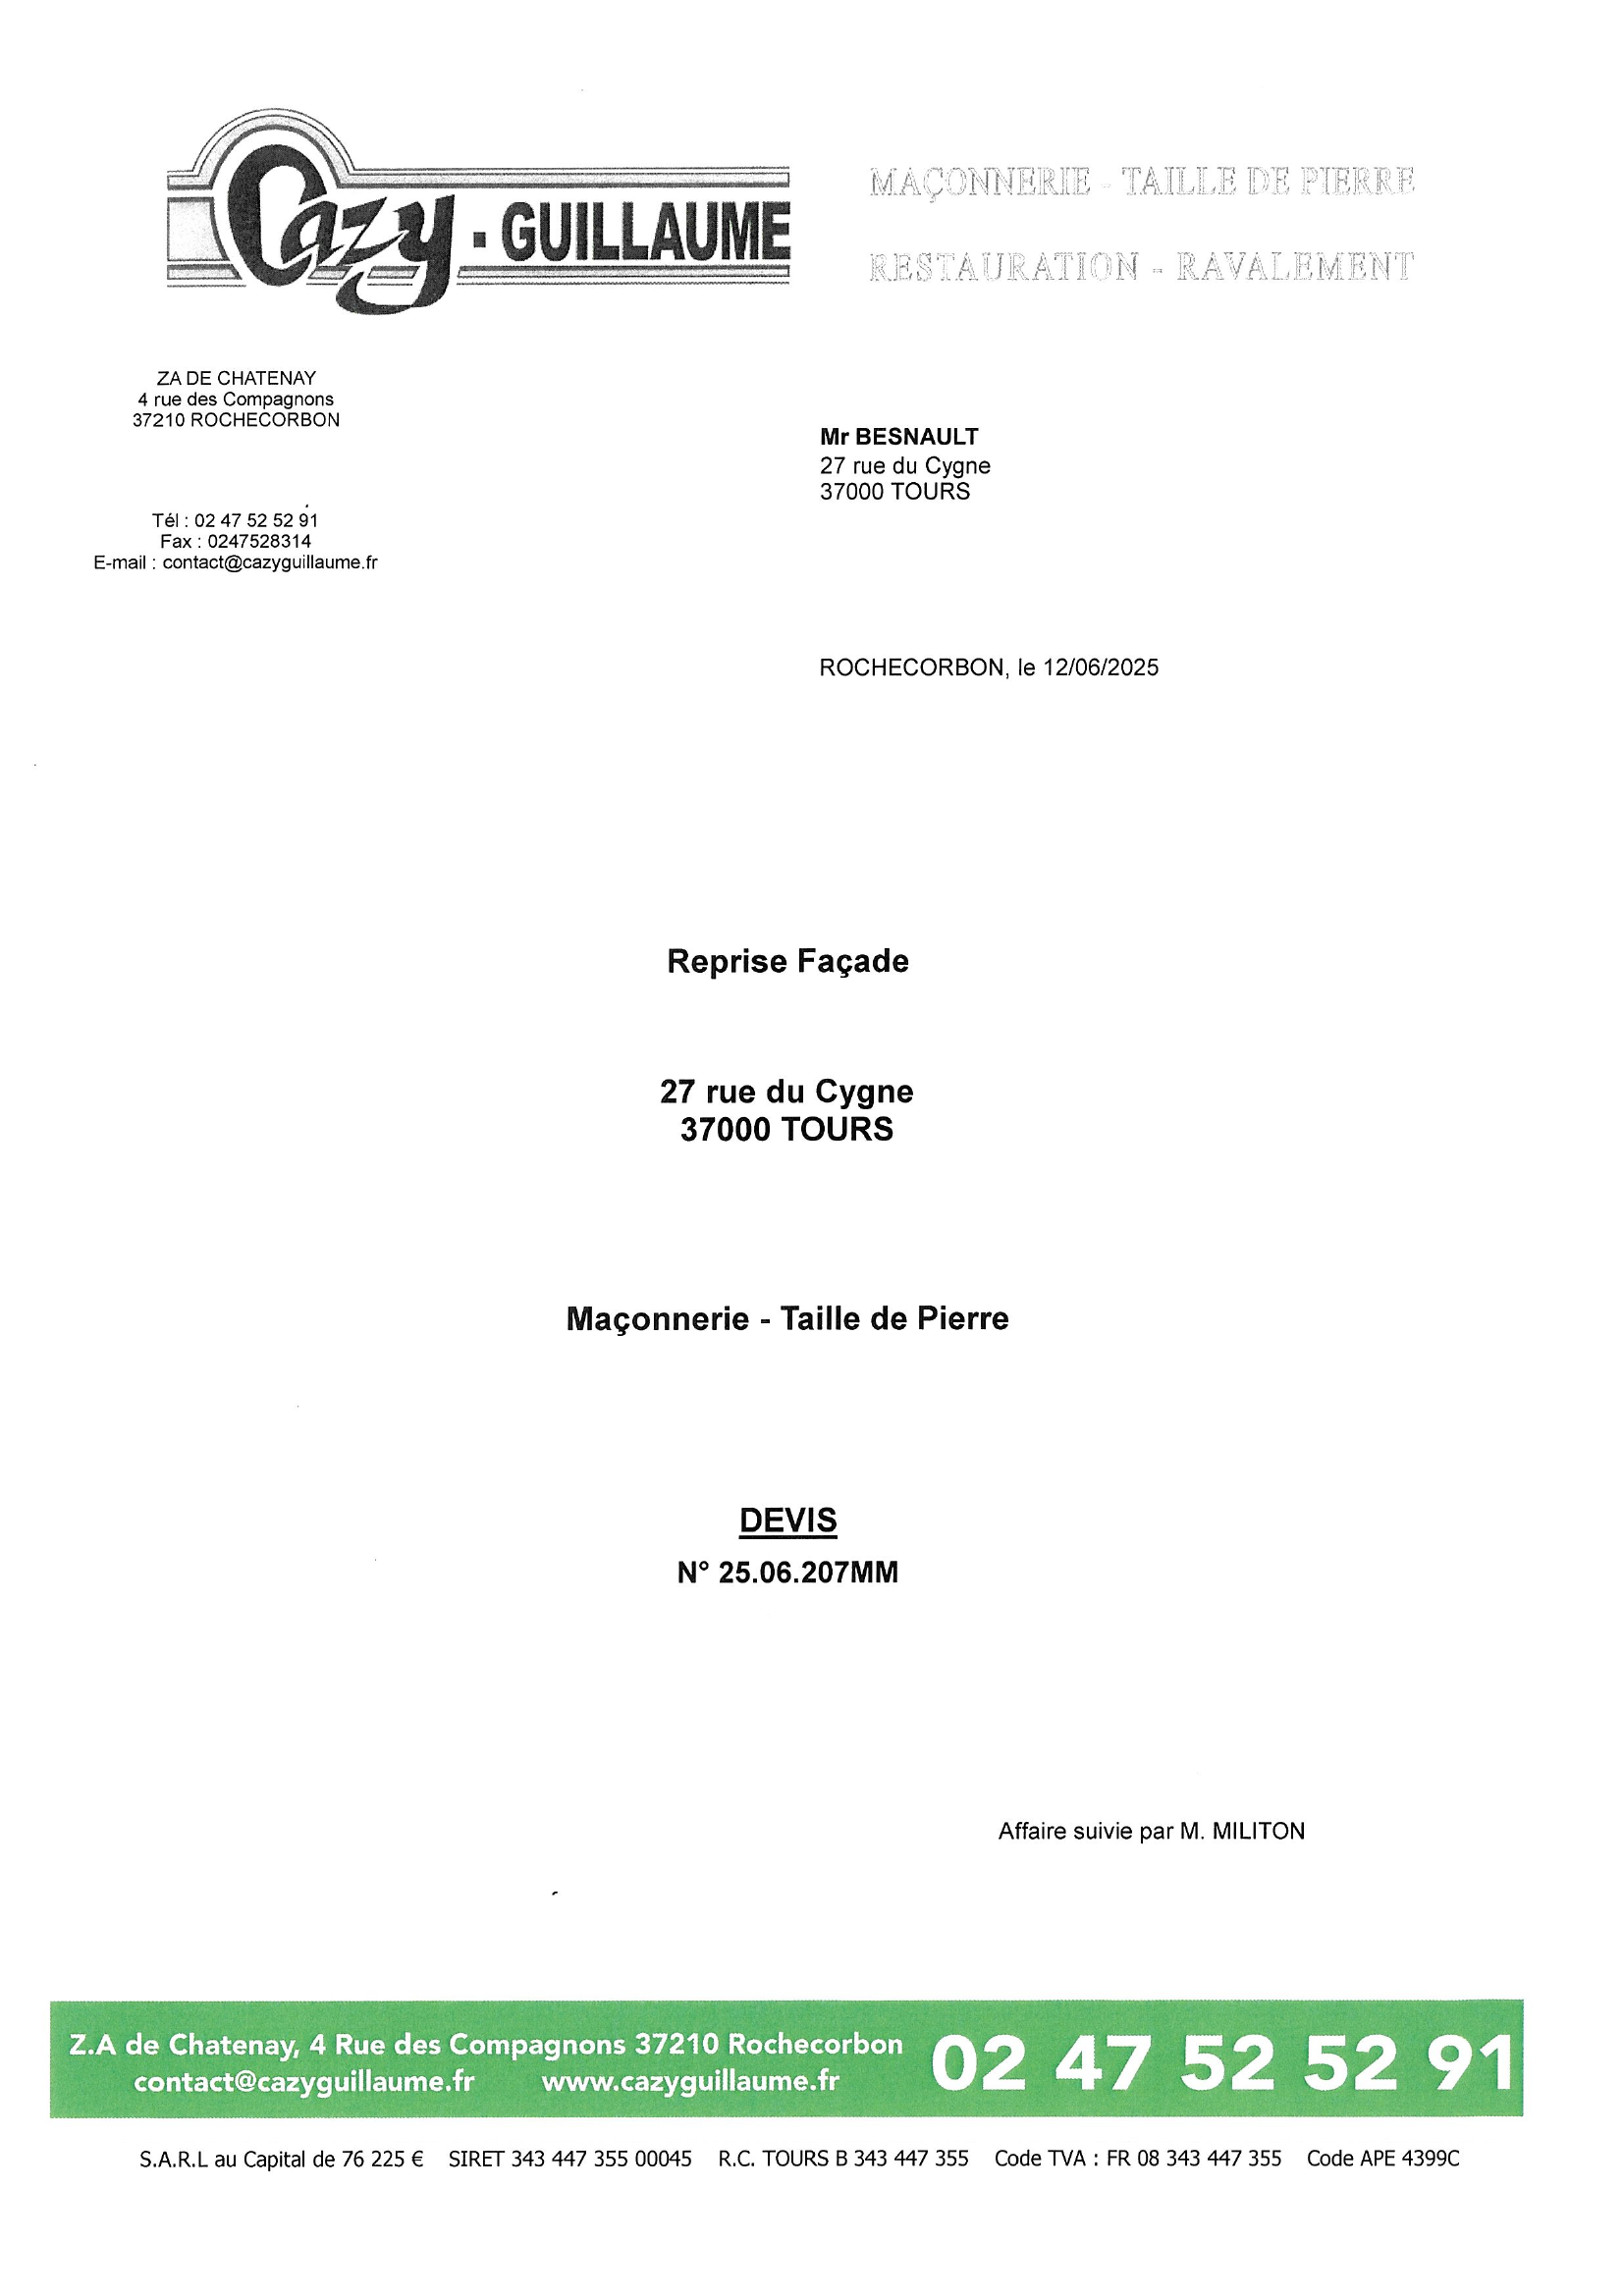 Cazy - GUILLAUME
MAÇONNERIE - TAILLE DE PIERRE
RESTAURATION - RAVALEMENT
ZA DE CHATENAY
4 rue des Compagnons
37210 ROCHECORBON
Mr BESNAULT
27 rue du Cygne
37000 TOURS
Tél : 02 47 52 52 91
Fax : 0247528314
E-mail : contact@cazyguillaume.fr
ROCHECORBON, le 12/06/2025
Reprise Façade
27 rue du Cygne
37000 TOURS
Maçonnerie - Taille de Pierre
DEVIS
N° 25.06.207MM
Affaire suivie par M. MILITON
Z.A de Chatenay, 4 Rue des Compagnons 37210 Rochecorbon
contact@cazyguillaume.fr www.cazyguillaume.fr
02 47 52 52 91
S.A.R.L au Capital de 76 225 € SIRET 343 447 355 00045 R.C. TOURS B 343 447 355 Code TVA : FR 08 343 447 355 Code APE 4399C